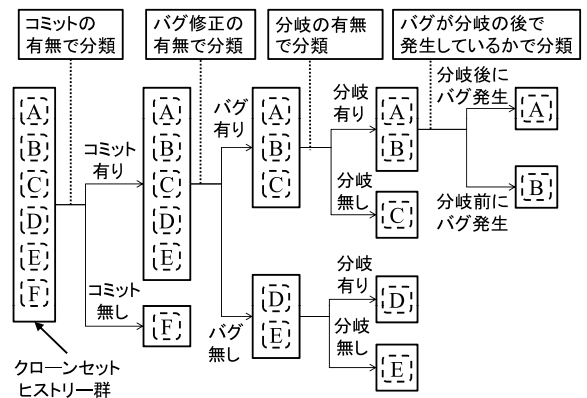 コミットの
有無で分類
バグ修正の
有無で分類
分岐の有無
で分類
バグが分岐の後で
発生しているかで分類
A
B
C
D
E
F
コミット
有り
コミット
無し
A
B
C
D
E
F
バグ
有り
バグ
無し
A
B
C
D
E
分岐
有り
分岐
無し
分岐
有り
分岐
無し
A
B
C
D
E
分岐後に
バグ発生
分岐前に
バグ発生
A
B
クローンセット
ヒストリー群